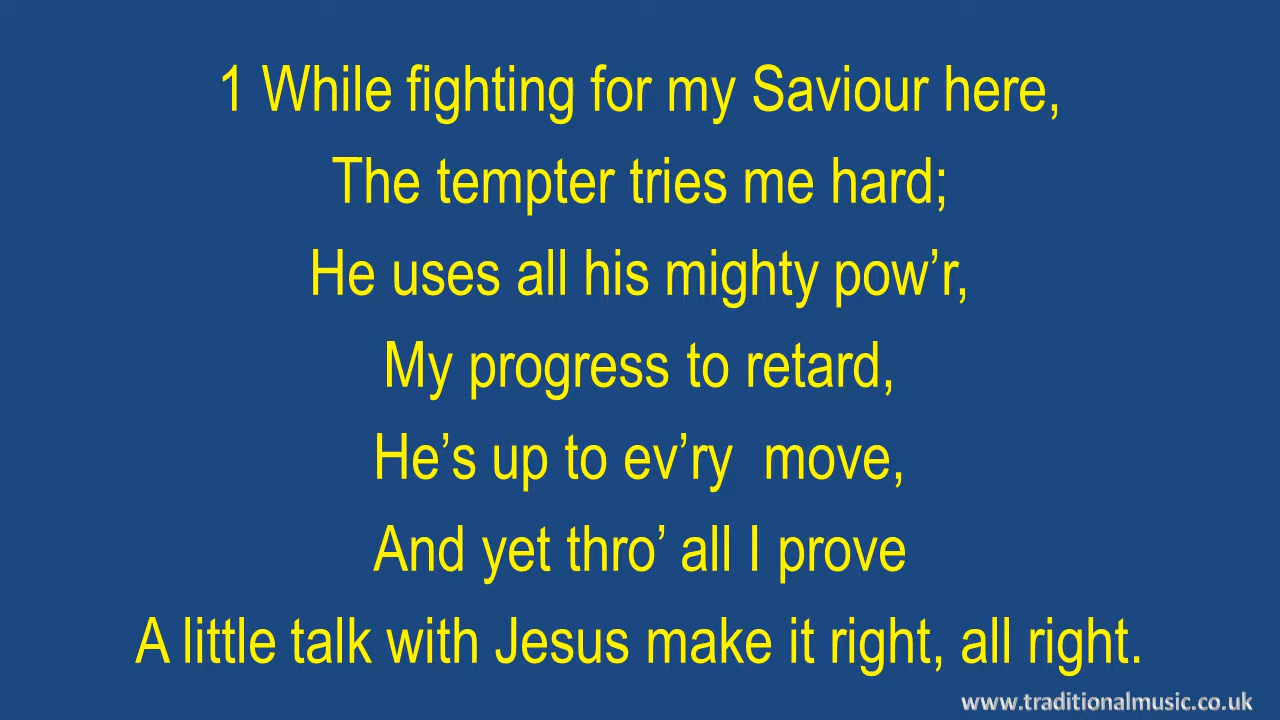 1 While fighting for my Saviour here,
The tempter tries me hard;
He uses all his mighty pow’r,
My progress to retard,
He’s up to ev’ry  move,
And yet thro’ all I prove
A little talk with Jesus make it right, all right.
www.traditionalmusic.co.uk